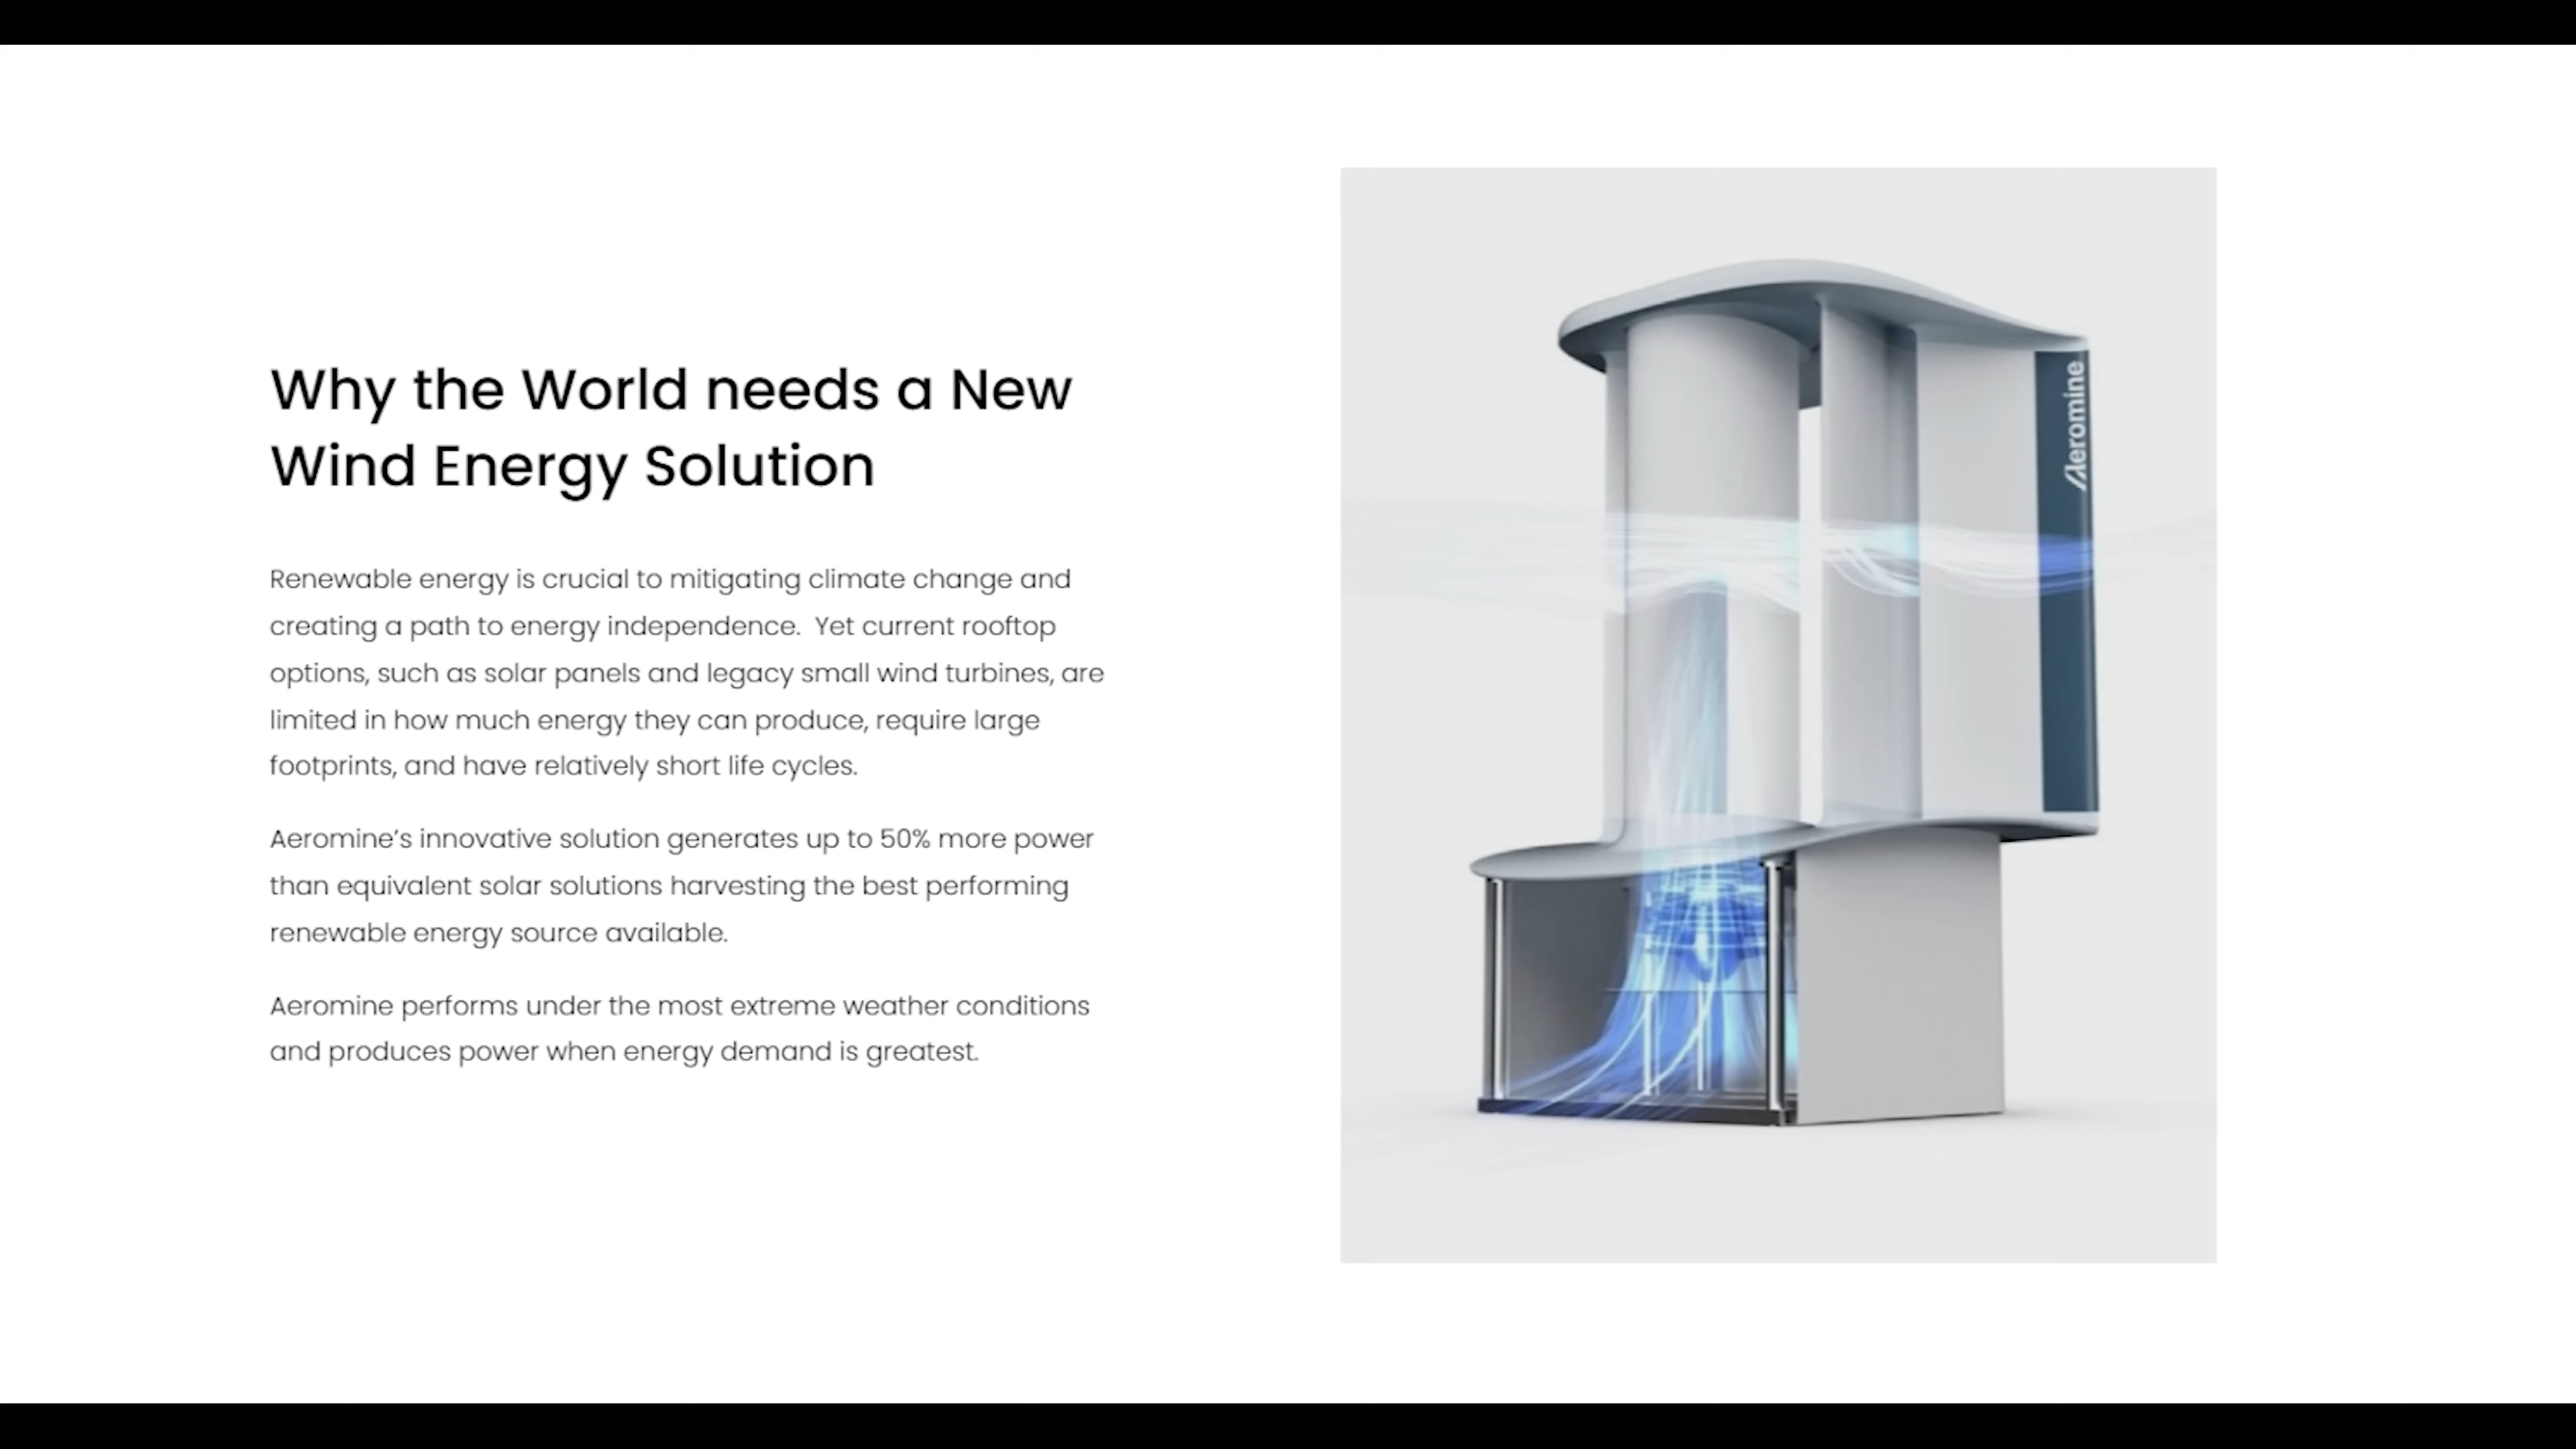 Why the World needs a New
Wind Energy Solution
Renewable energy is crucial to mitigating climate change and
creating a path to energy independence.  Yet current rooftop
options, such as solar panels and legacy small wind turbines, are
limited in how much energy they can produce, require large
footprints, and have relatively short life cycles.
Aeromine’s innovative solution generates up to 50% more power
than equivalent solar solutions harvesting the best performing
renewable energy source available.
Aeromine performs under the most extreme weather conditions
and produces power when energy demand is greatest.
Aeromine